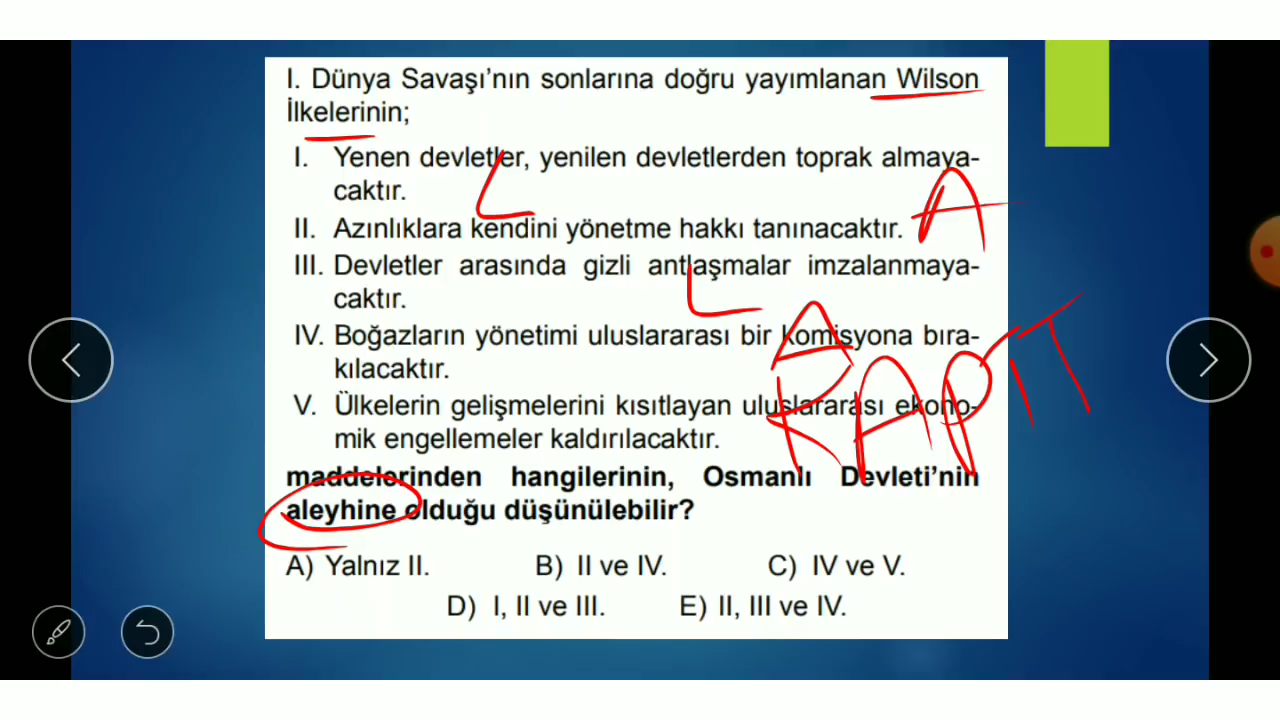 I. Dünya Savaşı'nın sonlarına doğru yayımlanan Wilson
İlkelerinin;
I. Yenen devletler, yenilen devletlerden toprak almaya-
caktır.
L
II. Azınlıklara kendini yönetme hakkı tanınacaktır.
A
III. Devletler arasında gizli antlaşmalar imzalanmaya-
caktır.
L
IV. Boğazların yönetimi uluslararası bir komisyona bıra-
kılacaktır.
A
V. Ülkelerin gelişmelerini kısıtlayan uluslararası ekono-
mik engellemeler kaldırılacaktır.
KAPİT
maddelerinden hangilerinin, Osmanlı Devleti'nin
aleyhine olduğu düşünülebilir?
A) Yalnız II. B) II ve IV. C) IV ve V.
D) I, II ve III. E) II, III ve IV.